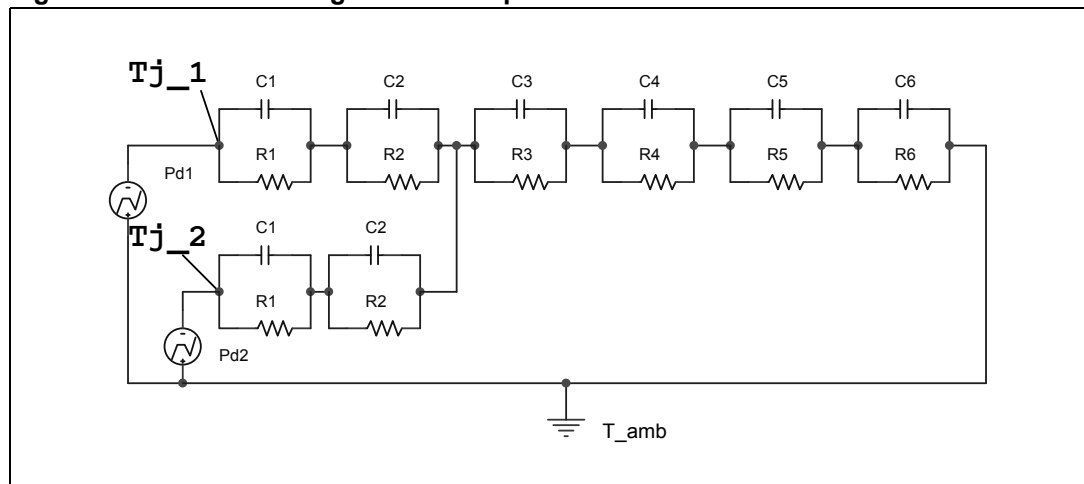 Tj_1
C1 C2 C3 C4 C5 C6
R1 R2 R3 R4 R5 R6
Pd1
Tj_2
C1 C2
R1 R2
Pd2
T_amb